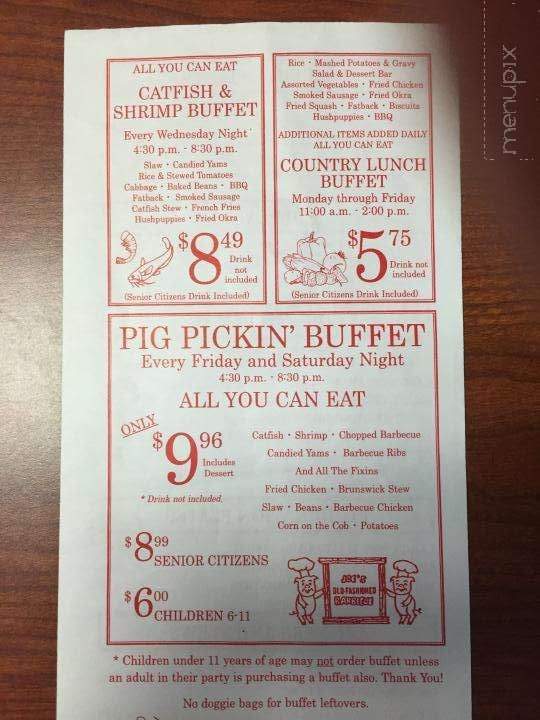 ALL YOU CAN EAT
CATFISH &
SHRIMP BUFFET
Every Wednesday Night
4:30 p.m. - 8:30 p.m.
Slaw • Candied Yams
Rice & Stewed Tomatoes
Cabbage • Baked Beans • BBQ
Fatback • Smoked Sausage
Catfish Stew • French Fries
Hushpuppies • Fried Okra
$8.49
Drink
not
included
(Senior Citizens Drink Included)
Rice • Mashed Potatoes & Gravy
Salad & Dessert Bar
Assorted Vegetables • Fried Chicken
Smoked Sausage • Fried Okra
Fried Squash • Fatback • Biscuits
Hushpuppies • BBQ
ADDITIONAL ITEMS ADDED DAILY
ALL YOU CAN EAT
COUNTRY LUNCH
BUFFET
Monday through Friday
11:00 a.m. - 2:00 p.m.
$5.75
Drink not
included
(Senior Citizens Drink Included)
PIG PICKIN' BUFFET
Every Friday and Saturday Night
4:30 p.m. - 8:30 p.m.
ALL YOU CAN EAT
ONLY
$9.96
Includes
Dessert
* Drink not included.
Catfish • Shrimp • Chopped Barbecue
Candied Yams • Barbecue Ribs
And All The Fixins
Fried Chicken • Brunswick Stew
Slaw • Beans • Barbecue Chicken
Corn on the Cob • Potatoes
$8.99
SENIOR CITIZENS
$6.00
CHILDREN 6-11
OLD-FASHIONED
BARBECUE
* Children under 11 years of age may not order buffet unless
an adult in their party is purchasing a buffet also. Thank You!
No doggie bags for buffet leftovers.
menupix